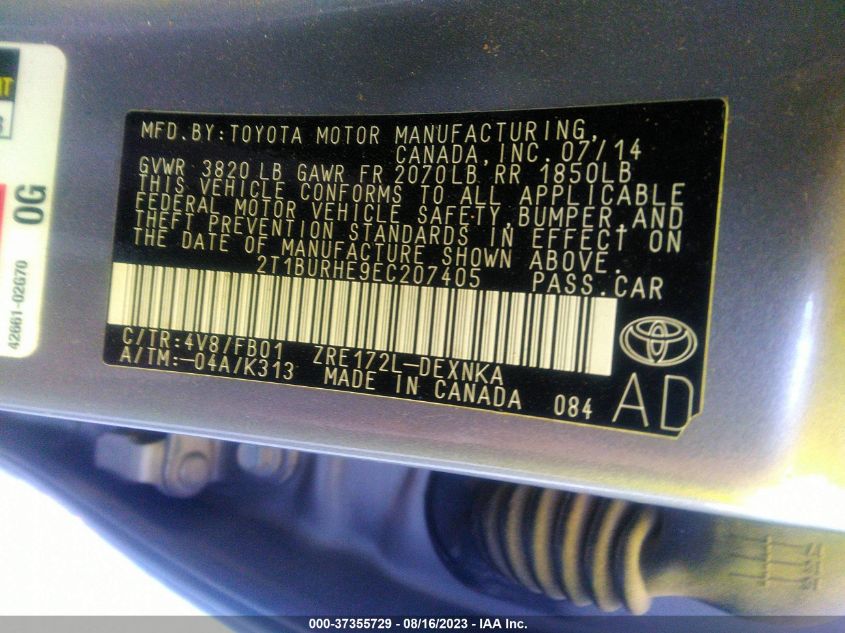 MFD.BY:TOYOTA MOTOR MANUFACTURING,
CANADA,INC.07/14
GVWR 3820 LB GAWR FR 2070LB RR 1850LB
THIS VEHICLE CONFORMS TO ALL APPLICABLE
FEDERAL MOTOR VEHICLE SAFETY,BUMPER,AND
THEFT PREVENTION STANDARDS IN EFFECT ON
THE DATE OF MANUFACTURE SHOWN ABOVE.
2T1BURHE9EC207405 PASS.CAR
C/TR:4V8/FB01 ZRE172L-DEXNKA
A/TM:-04A/K313 MADE IN CANADA 084
AD
42661-02G70
0G
000-37355729 - 08/16/2023 - IAA Inc.